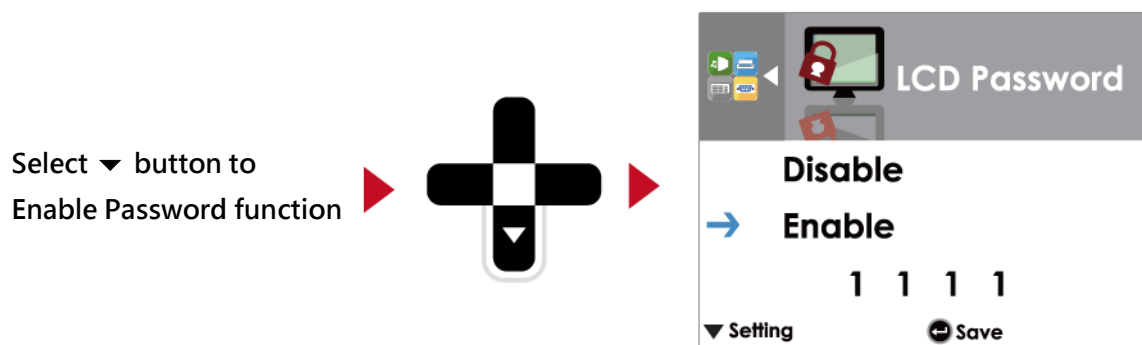 Select ▼ button to
Enable Password function
LCD Password
Disable
Enable
1 1 1 1
▼ Setting
Save